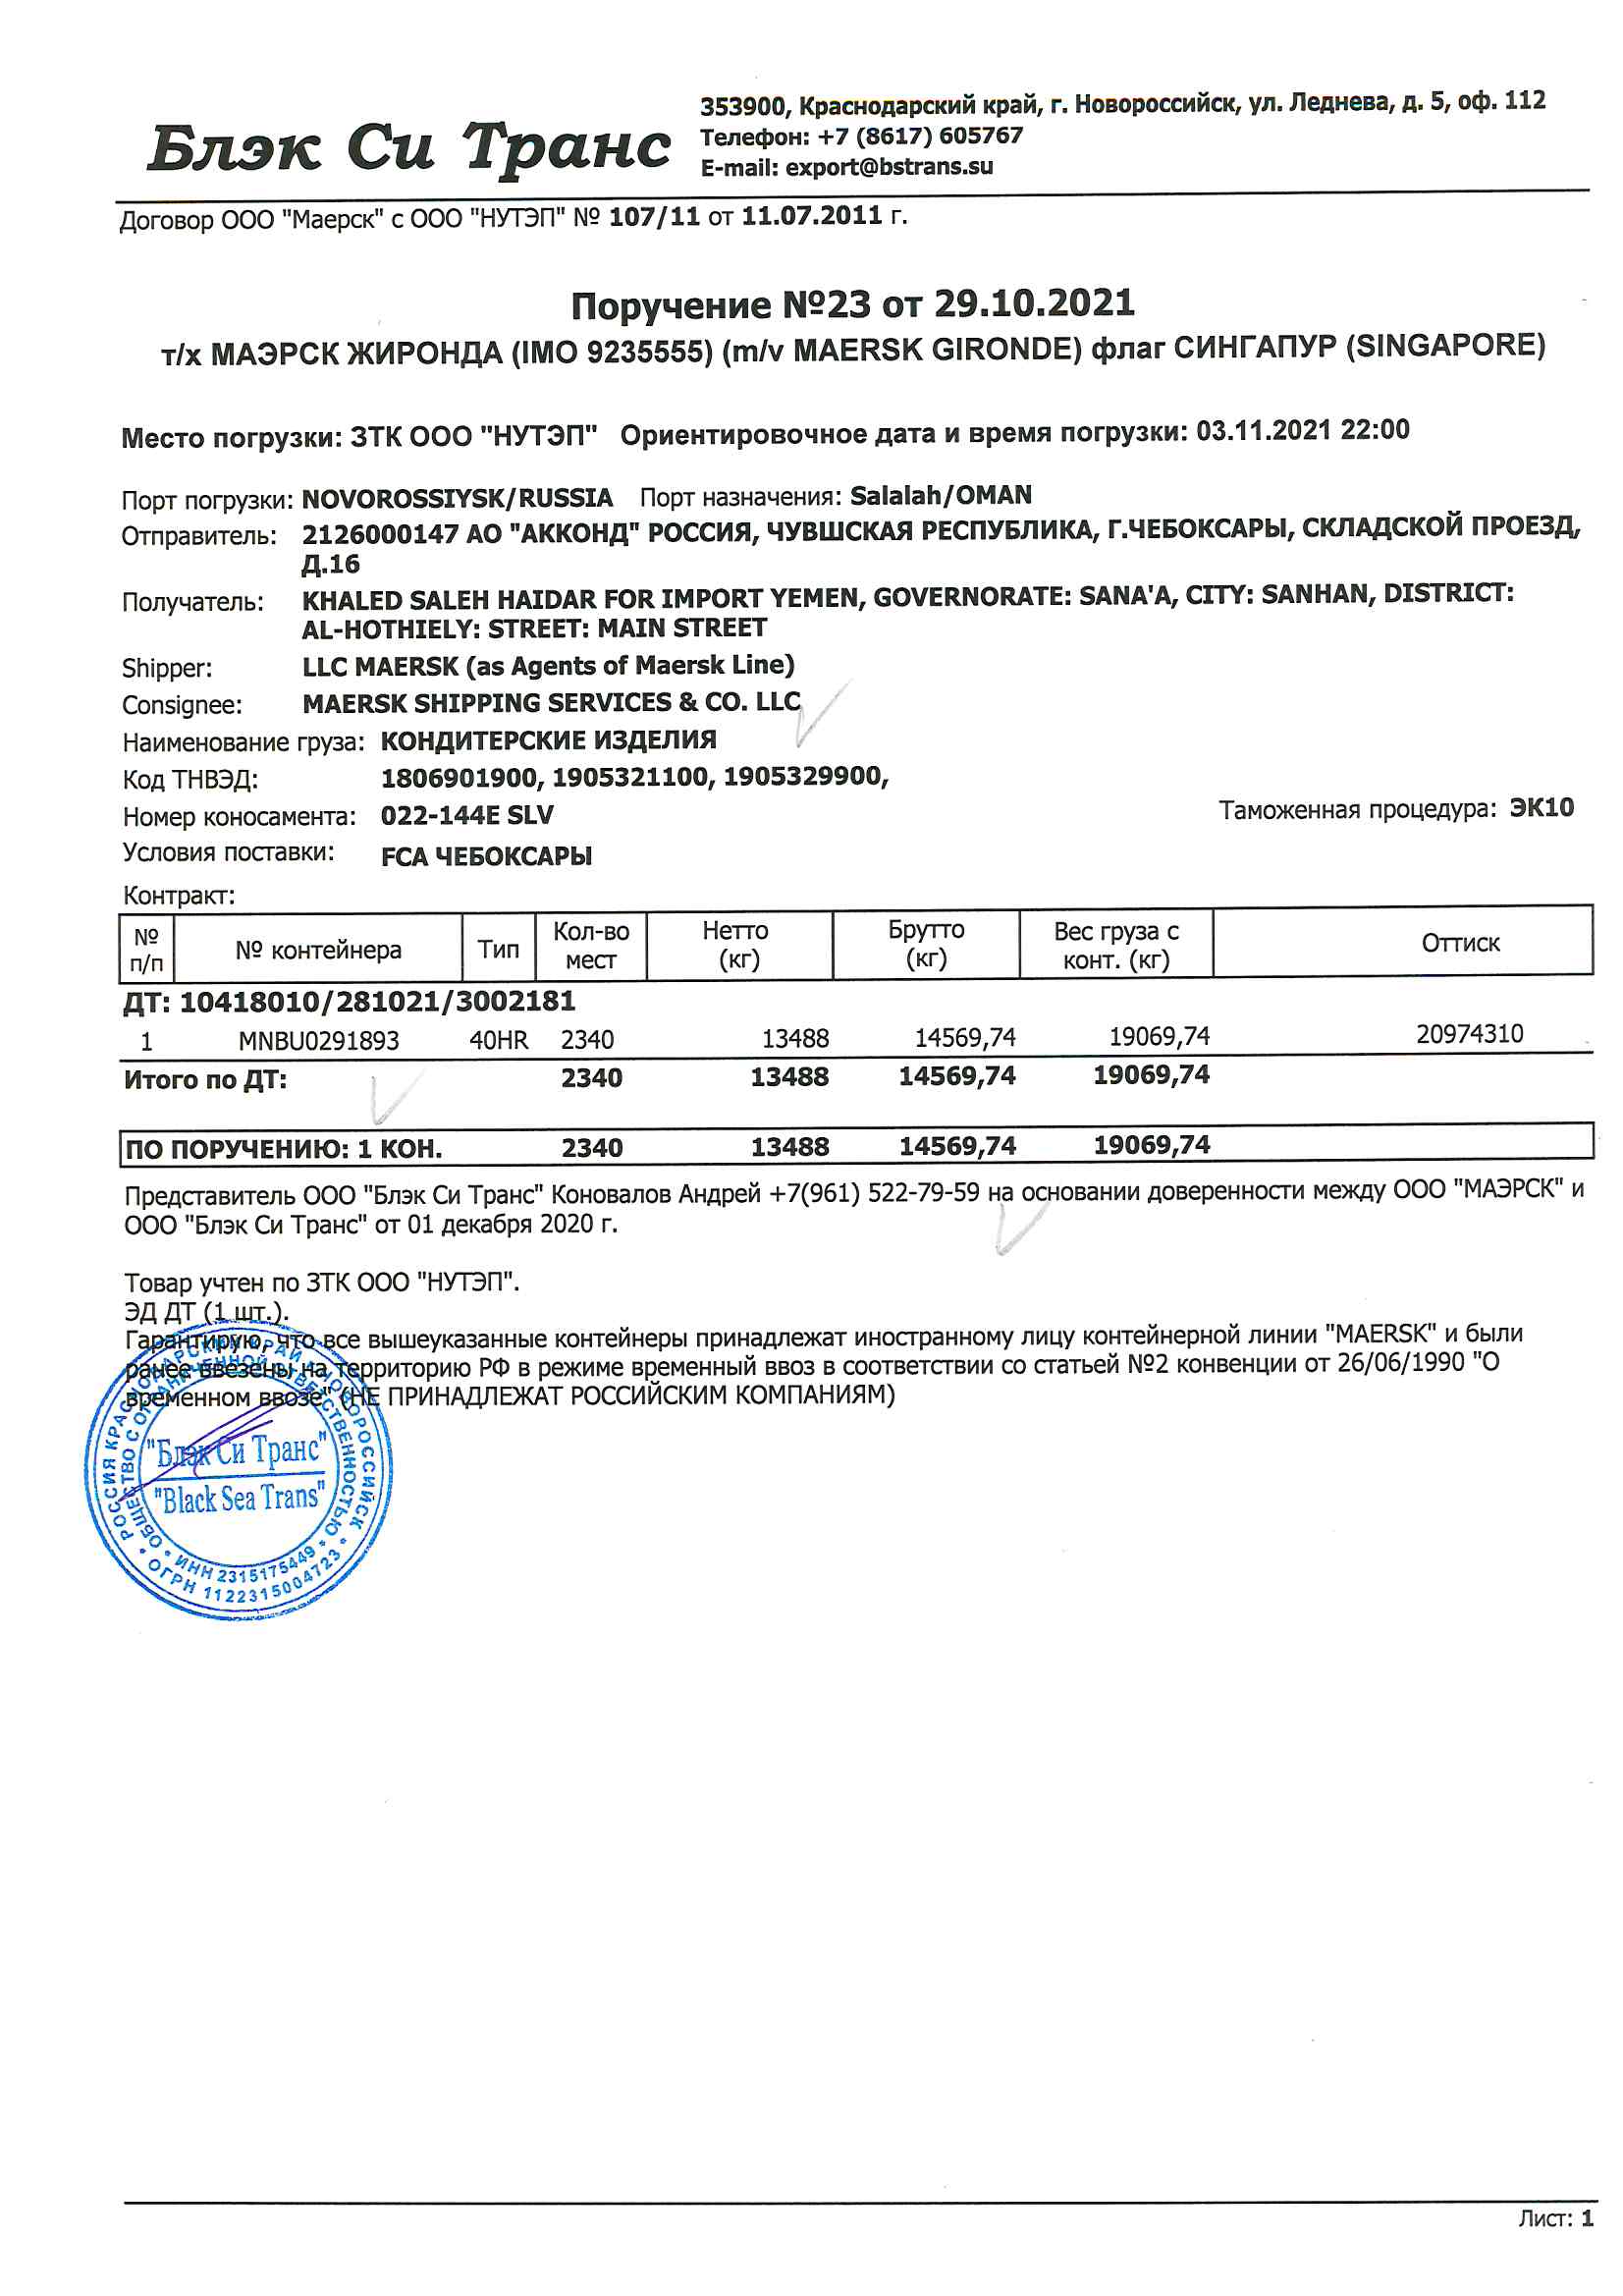 Блэк Си Транс
353900, Краснодарский край, г. Новороссийск, ул. Леднева, д. 5, оф. 112
Телефон: +7 (8617) 605767
E-mail: export@bstrans.su
Договор ООО "Маерск" с ООО "НУТЭП" № 107/11 от 11.07.2011 г.
Поручение №23 от 29.10.2021
т/х МАЭРСК ЖИРОНДА (IMO 9235555) (m/v MAERSK GIRONDE) флаг СИНГАПУР (SINGAPORE)
Место погрузки: ЗТК ООО "НУТЭП" Ориентировочное дата и время погрузки: 03.11.2021 22:00
Порт погрузки: NOVOROSSIYSK/RUSSIA Порт назначения: Salalah/OMAN
Отправитель: 2126000147 АО "АККОНД" РОССИЯ, ЧУВШСКАЯ РЕСПУБЛИКА, Г.ЧЕБОКСАРЫ, СКЛАДСКОЙ ПРОЕЗД,
Д.16
Получатель: KHALED SALEH HAIDAR FOR IMPORT YEMEN, GOVERNORATE: SANA'A, CITY: SANHAN, DISTRICT:
AL-HOTHIELY: STREET: MAIN STREET
Shipper: LLC MAERSK (as Agents of Maersk Line)
Consignee: MAERSK SHIPPING SERVICES & CO. LLC
Наименование груза: КОНДИТЕРСКИЕ ИЗДЕЛИЯ
Код ТНВЭД: 1806901900, 1905321100, 1905329900,
Номер коносамента: 022-144E SLV Таможенная процедура: ЭК10
Условия поставки: FCA ЧЕБОКСАРЫ
Контракт:
№ п/п № контейнера Тип Кол-во мест Нетто (кг) Брутто (кг) Вес груза с конт. (кг) Оттиск
ДТ: 10418010/281021/3002181
1 MNBU0291893 40HR 2340 13488 14569,74 19069,74 20974310
Итого по ДТ: 2340 13488 14569,74 19069,74
ПО ПОРУЧЕНИЮ: 1 КОН. 2340 13488 14569,74 19069,74
Представитель ООО "Блэк Си Транс" Коновалов Андрей +7(961) 522-79-59 на основании доверенности между ООО "МАЭРСК" и
ООО "Блэк Си Транс" от 01 декабря 2020 г.
Товар учтен по ЗТК ООО "НУТЭП".
ЭД ДТ (1 шт.).
Гарантирую, что все вышеуказанные контейнеры принадлежат иностранному лицу контейнерной линии "MAERSK" и были
ранее ввезены на территорию РФ в режиме временный ввоз в соответствии со статьей №2 конвенции от 26/06/1990 "О
временном ввозе" (НЕ ПРИНАДЛЕЖАТ РОССИЙСКИМ КОМПАНИЯМ)
РОССИЯ КРАСНОДАРСКИЙ КРАЙ НОВОРОССИЙСК
ОБЩЕСТВО С ОГРАНИЧЕННОЙ ОТВЕТСТВЕННОСТЬЮ
"Блэк Си Транс"
"Black Sea Trans"
ИНН 2315175449
ОГРН 1122315004723
Лист: 1